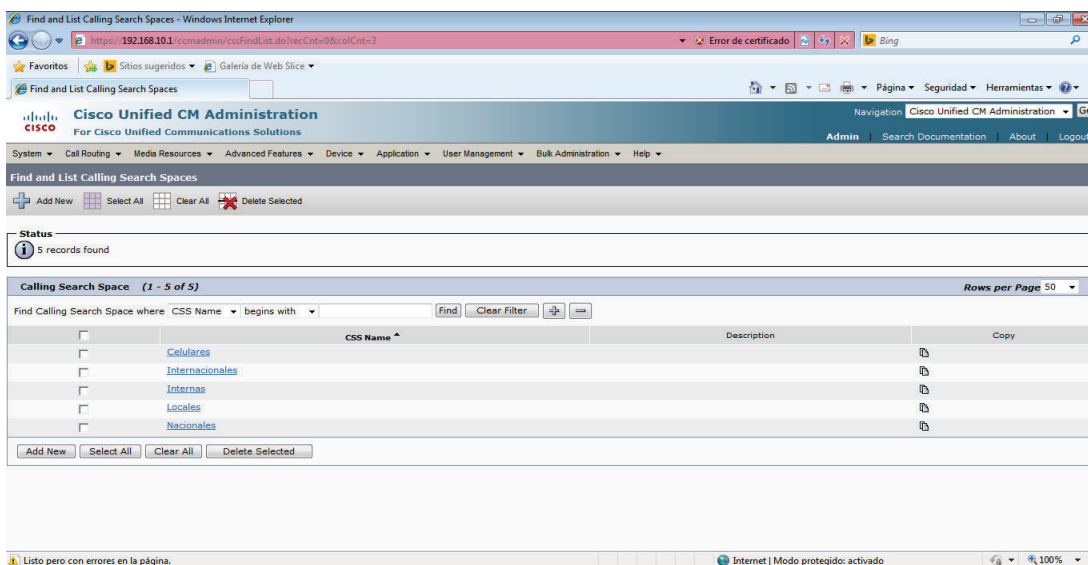 Find and List Calling Search Spaces - Windows Internet Explorer
https://192.168.10.1/ccmadmin/cssFindList.do?recCnt=0&colCnt=3
Error de certificado
Bing
Favoritos
Sitios sugeridos
Galería de Web Slice
Find and List Calling Search Spaces
Página
Seguridad
Herramientas
CISCO
Cisco Unified CM Administration
For Cisco Unified Communications Solutions
Navigation Cisco Unified CM Administration
Admin | Search Documentation | About | Logout
System Call Routing Media Resources Advanced Features Device Application User Management Bulk Administration Help
Find and List Calling Search Spaces
Add New Select All Clear All Delete Selected
Status
5 records found
Calling Search Space (1 - 5 of 5) Rows per Page 50
Find Calling Search Space where CSS Name begins with Find Clear Filter
CSS Name Description Copy
Celulares
Internacionales
Internas
Locales
Nacionales
Add New Select All Clear All Delete Selected
Listo pero con errores en la página.
Internet | Modo protegido: activado
100%